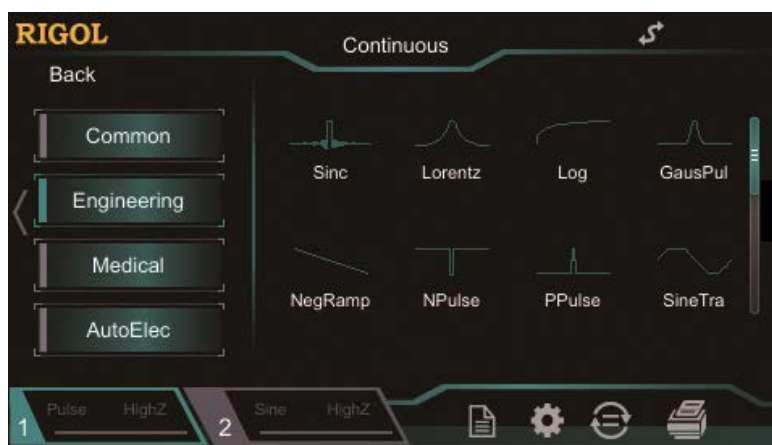 RIGOL
Continuous
Back
Common
Engineering
Medical
AutoElec
Sinc Lorentz Log GausPul
NegRamp NPulse PPulse SineTra
1 Pulse HighZ 2 Sine HighZ